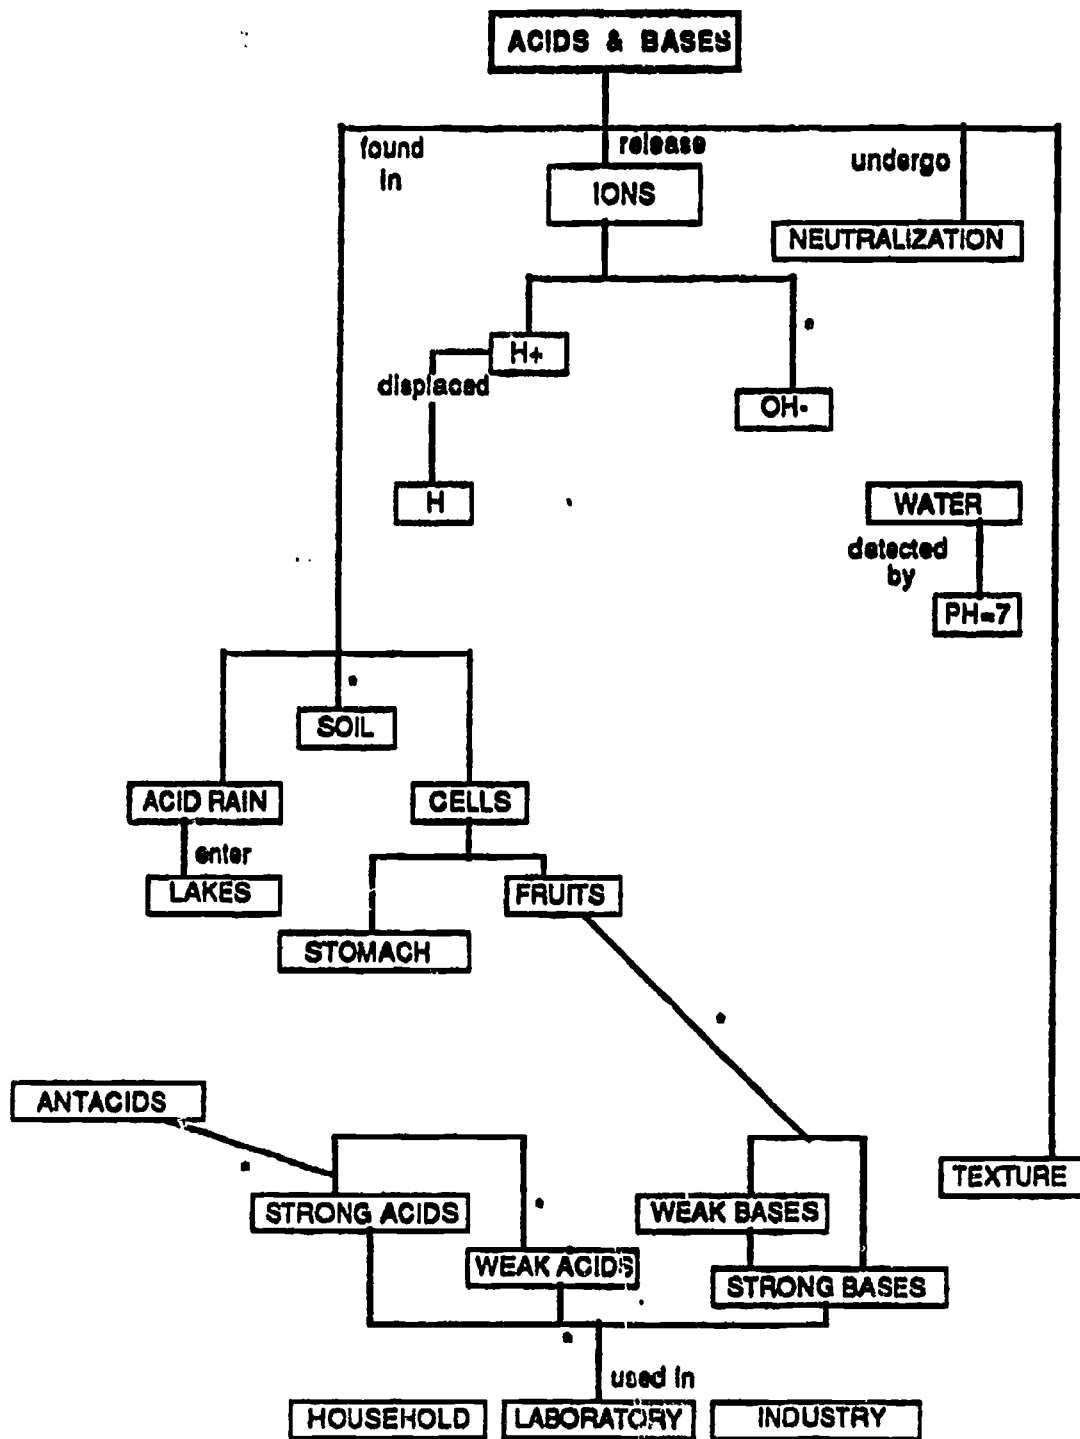 ACIDS & BASES
found
in
release
undergo
IONS
NEUTRALIZATION
*
H+
displaced
OH-
H
WATER
detected
by
PH=7
*
SOIL
ACID RAIN
CELLS
enter
LAKES
FRUITS
STOMACH
*
ANTACIDS
*
TEXTURE
STRONG ACIDS
*
WEAK BASES
WEAK ACIDS
STRONG BASES
*
used in
HOUSEHOLD
LABORATORY
INDUSTRY